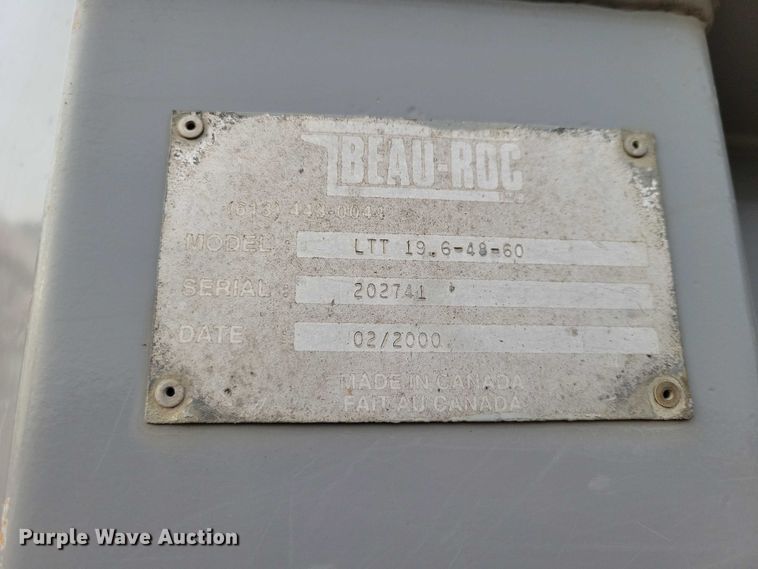 BEAU-ROC
INC
MODEL : LTT 19.6-48-60
SERIAL : 202741
DATE : 02/2000
MADE IN CANADA
FAIT AU CANADA
Purple Wave Auction